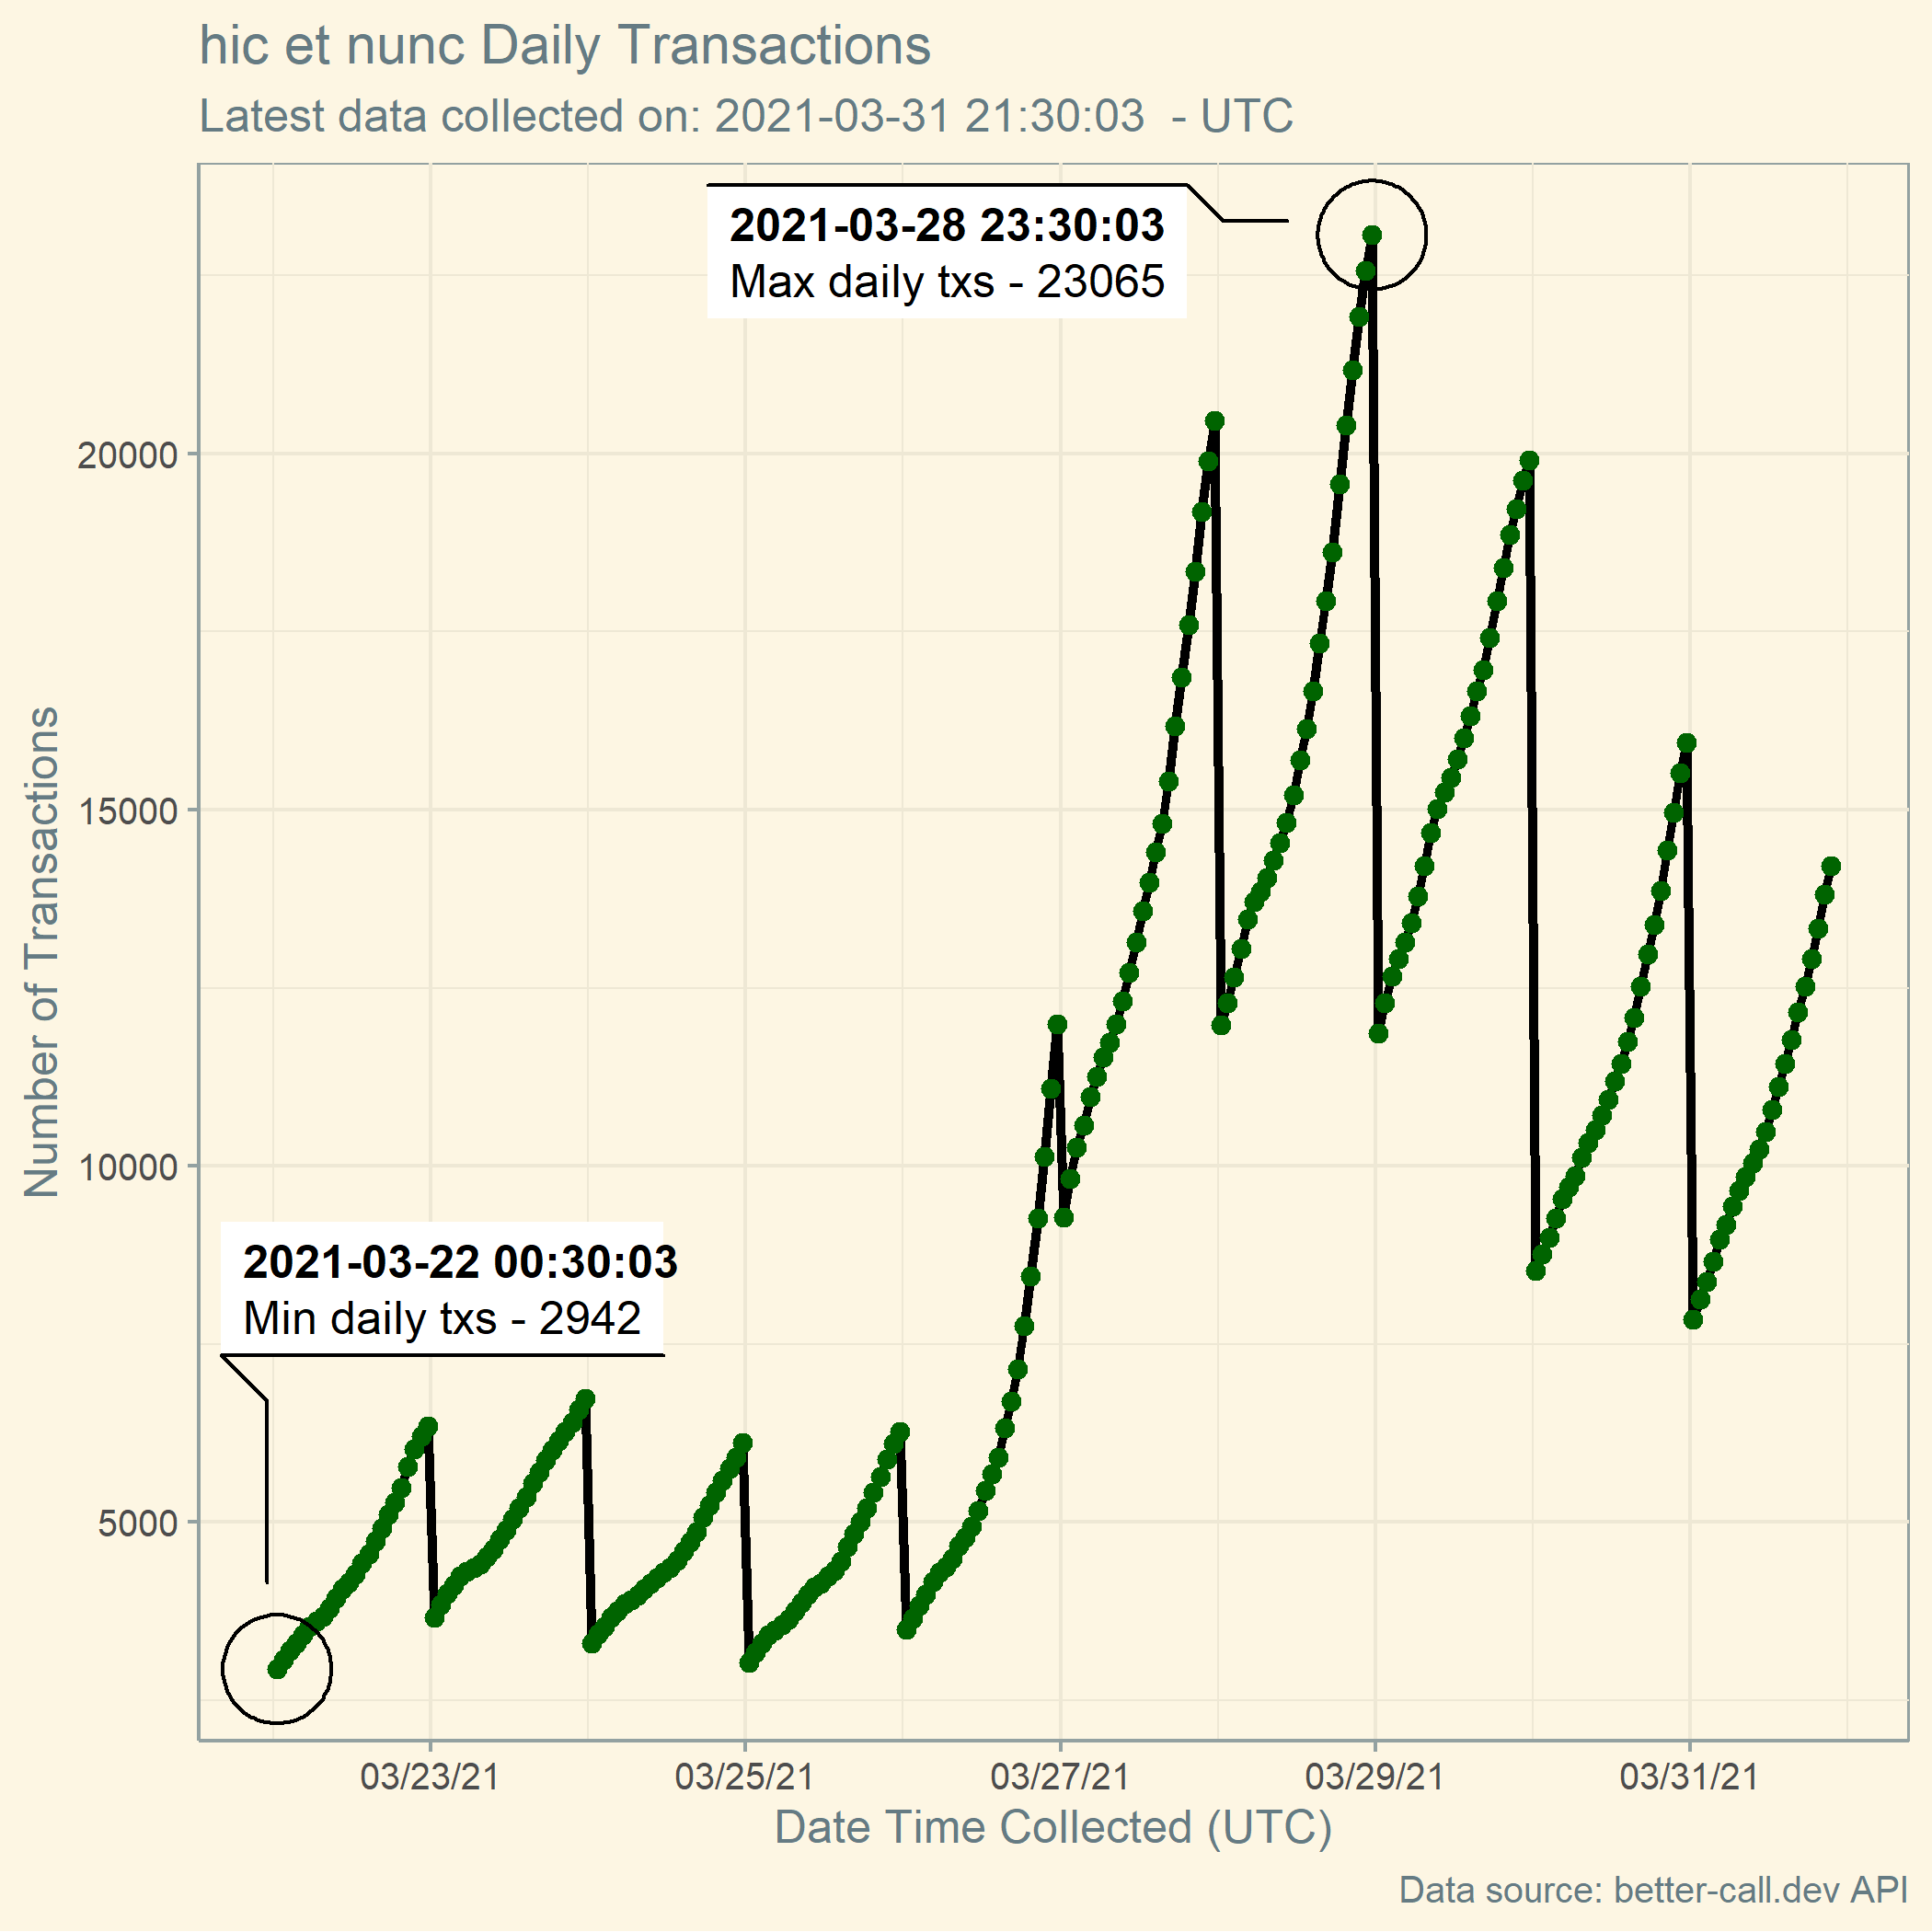 hic et nunc Daily Transactions
Latest data collected on: 2021-03-31 21:30:03  - UTC
2021-03-28 23:30:03
Max daily txs - 23065
20000
15000
10000
5000
Number of Transactions
2021-03-22 00:30:03
Min daily txs - 2942
03/23/21
03/25/21
03/27/21
03/29/21
03/31/21
Date Time Collected (UTC)
Data source: better-call.dev API